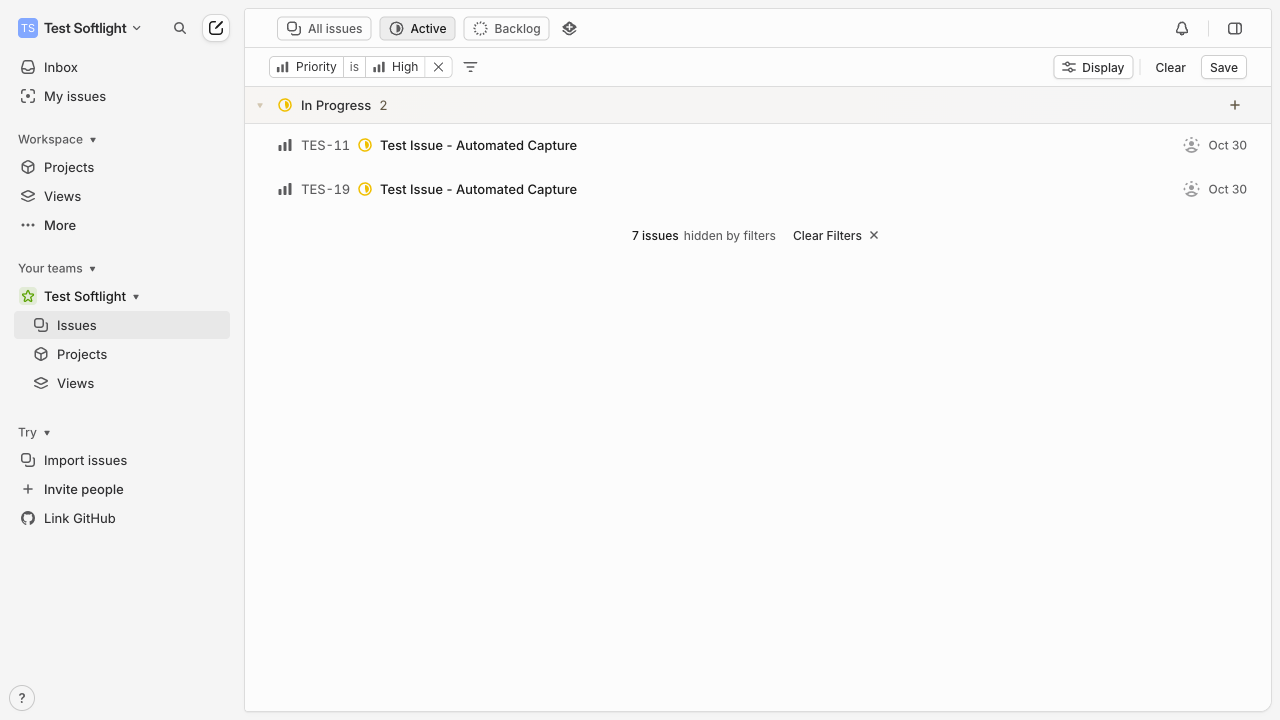 TS Test Softlight
Inbox
My issues
Workspace
Projects
Views
More
Your teams
Test Softlight
Issues
Projects
Views
Try
Import issues
Invite people
Link GitHub
?
All issues Active Backlog
Priority is High Display Clear Save
In Progress 2
TES-11 Test Issue - Automated Capture Oct 30
TES-19 Test Issue - Automated Capture Oct 30
7 issues hidden by filters Clear Filters